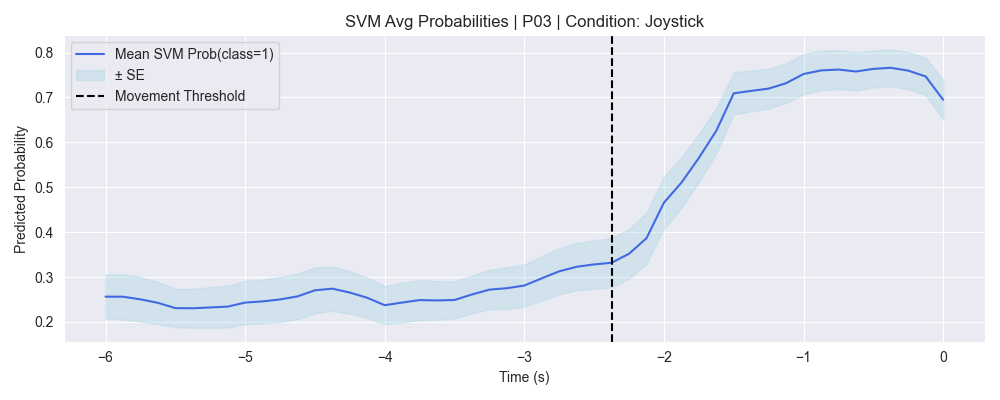 SVM Avg Probabilities | P03 | Condition: Joystick
Mean SVM Prob(class=1)
± SE
Movement Threshold
Predicted Probability
0.8
0.7
0.6
0.5
0.4
0.3
0.2
−6 −5 −4 −3 −2 −1 0
Time (s)